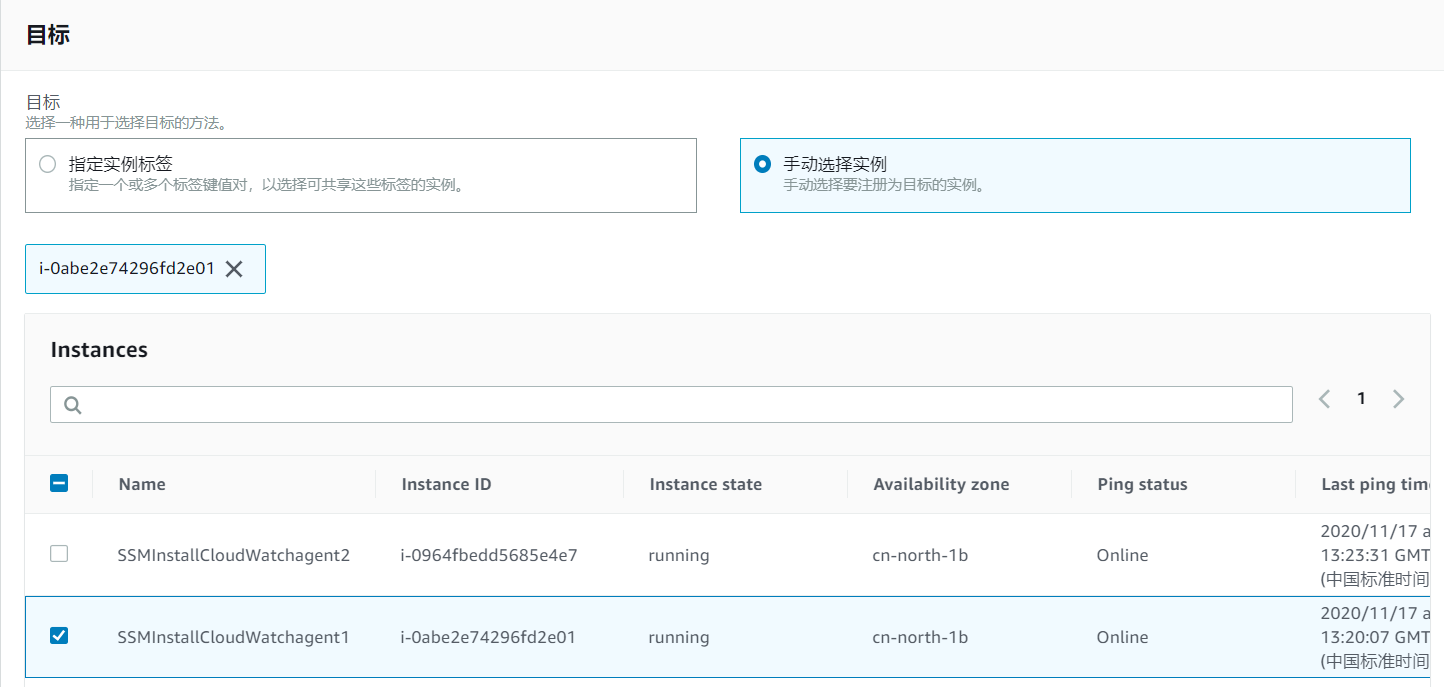 目标
目标
选择一种用于选择目标的方法。
指定实例标签
指定一个或多个标签键值对，以选择可共享这些标签的实例。
手动选择实例
手动选择要注册为目标的实例。
i-0abe2e74296fd2e01
Instances
1
Name Instance ID Instance state Availability zone Ping status Last ping time
SSMInstallCloudWatchagent2 i-0964fbedd5685e4e7 running cn-north-1b Online 2020/11/17 a
13:23:31 GMT
(中国标准时间
SSMInstallCloudWatchagent1 i-0abe2e74296fd2e01 running cn-north-1b Online 2020/11/17 a
13:20:07 GMT
(中国标准时间